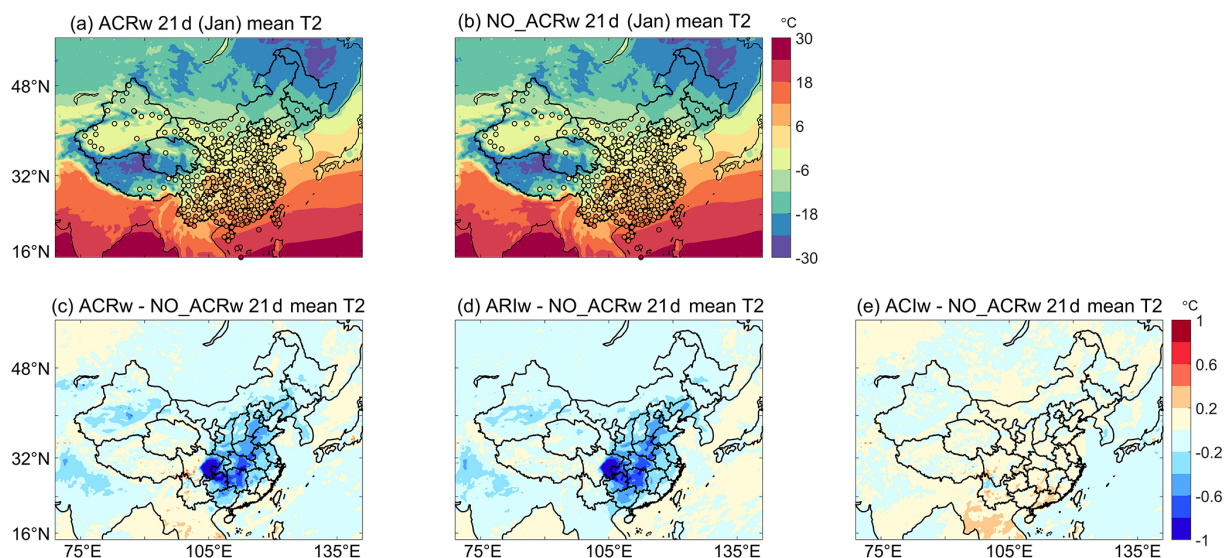 (a) ACRw 21d (Jan) mean T2
(b) NO_ACRw 21d (Jan) mean T2
°C
48°N
32°N
16°N
30
18
6
-6
-18
-30
(c) ACRw - NO_ACRw 21d mean T2
(d) ARIw - NO_ACRw 21d mean T2
(e) ACIw - NO_ACRw 21d mean T2
°C
48°N
32°N
16°N
1
0.6
0.2
-0.2
-0.6
-1
75°E 105°E 135°E
75°E 105°E 135°E
75°E 105°E 135°E